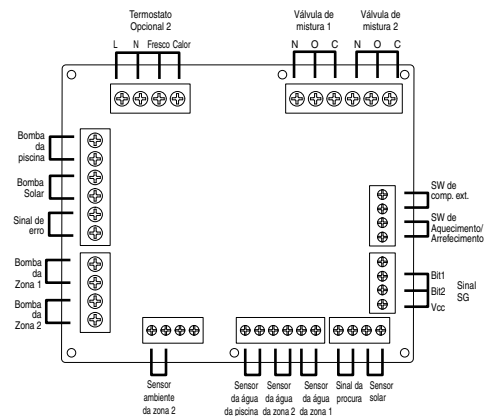 Termostato
Opcional 2
L N Fresco Calor
Válvula de
mistura 1
N O C
Válvula de
mistura 2
N O C
Bomba
da
piscina
Bomba
Solar
Sinal de
erro
Bomba
da
Zona 1
Bomba
da
Zona 2
SW de
comp. ext.
SW de
Aquecimento/
Arrefecimento
Bit1
Bit2
Vcc
Sinal
SG
Sensor
ambiente
da zona 2
Sensor
da água
da piscina
Sensor
da água
da zona 2
Sensor
da água
da zona 1
Sinal da
procura
Sensor
solar